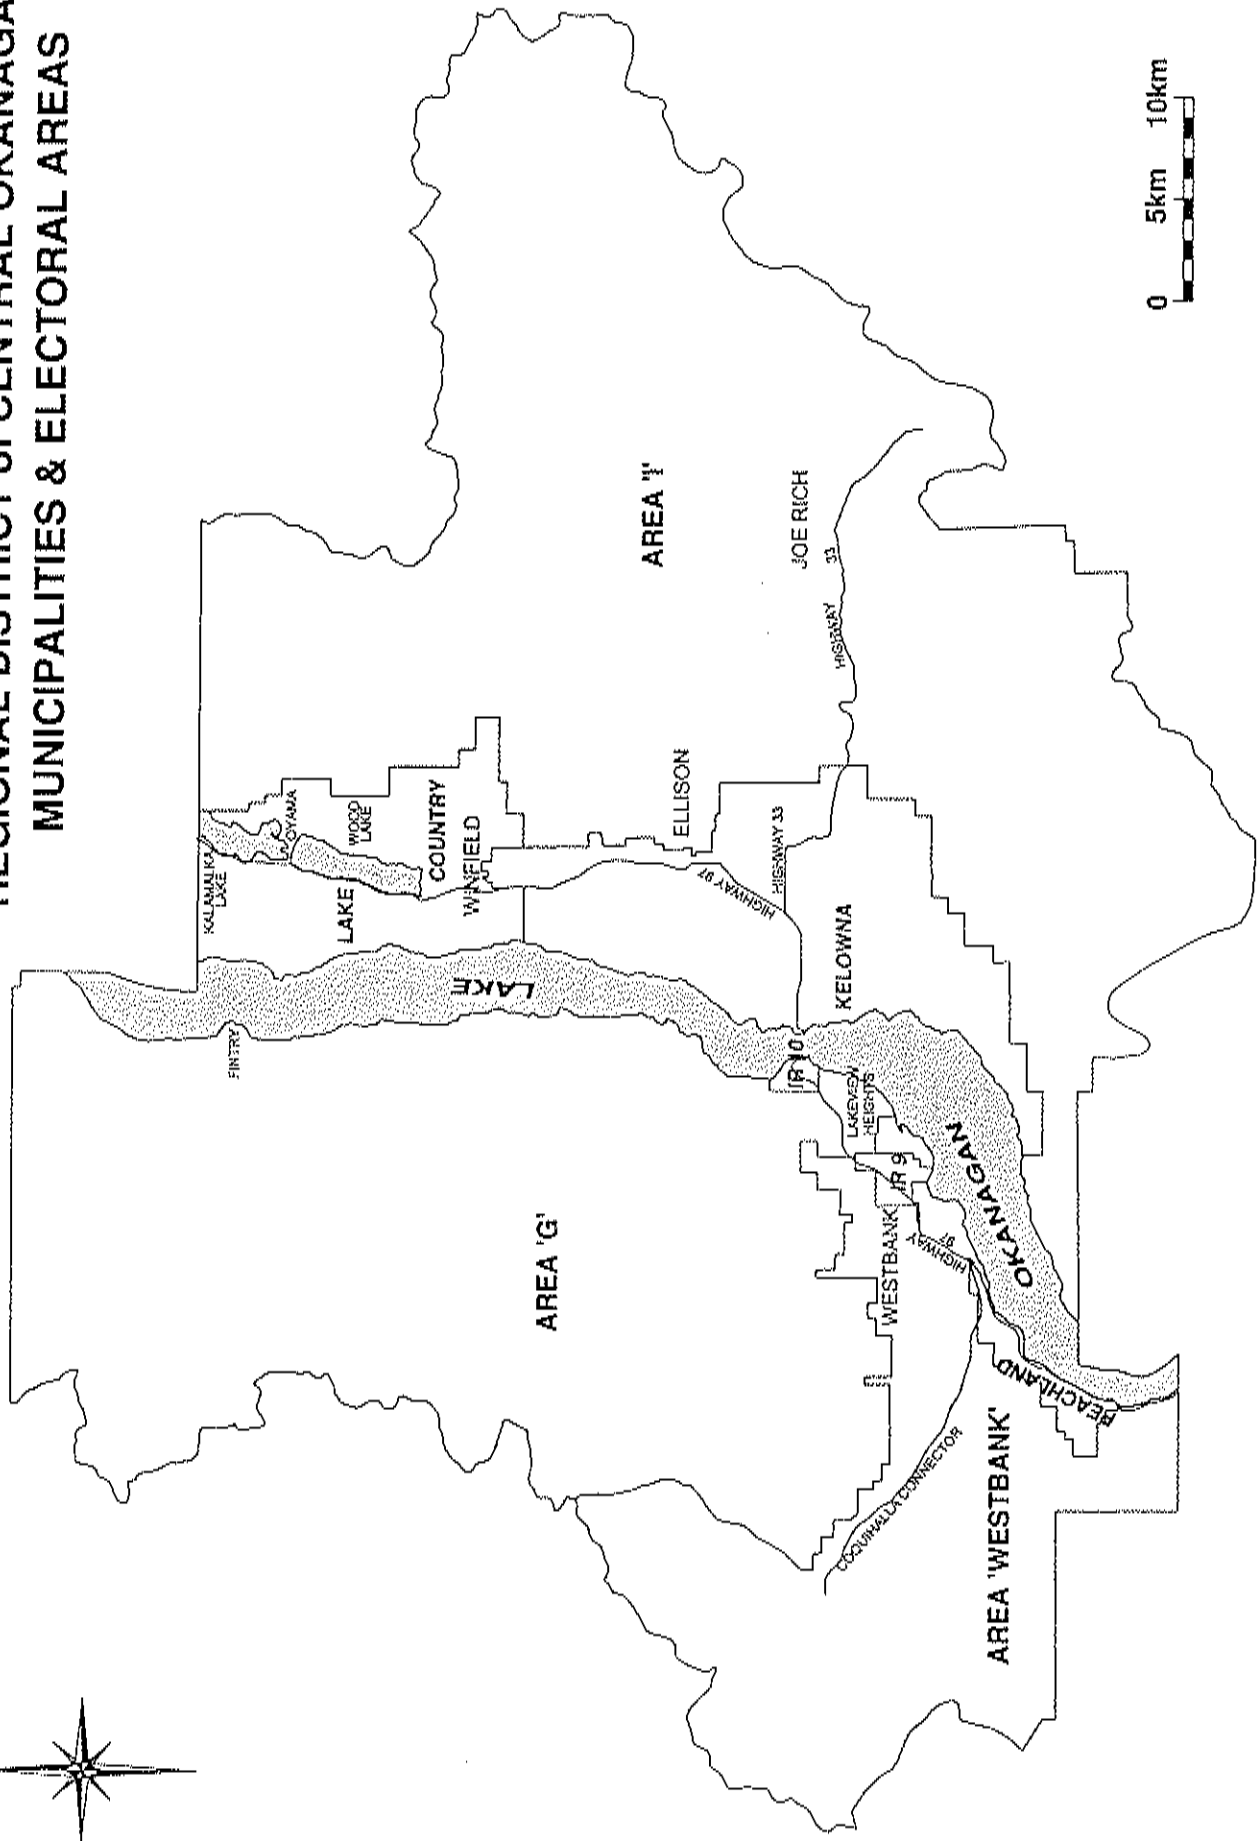 REGIONAL DISTRICT of CENTRAL OKANAGA
MUNICIPALITIES & ELECTORAL AREAS
KALAMALKA
LAKE
OYAMA
WOOD
LAKE
LAKE
COUNTRY
WINFIELD
LAKE
FINTRY
ELLISON
AREA 'I'
JOE RICH
HIGHWAY
33
HIGHWAY 33
HIGHWAY 97
KELOWNA
IR 10
LAKEVIEW
HEIGHTS
IR 9
AREA 'G'
WESTBANK
HIGHWAY
97
OKANAGAN
PEACHLAND
COQUIHALLA CONNECTOR
AREA 'WESTBANK'
0 5km 10km